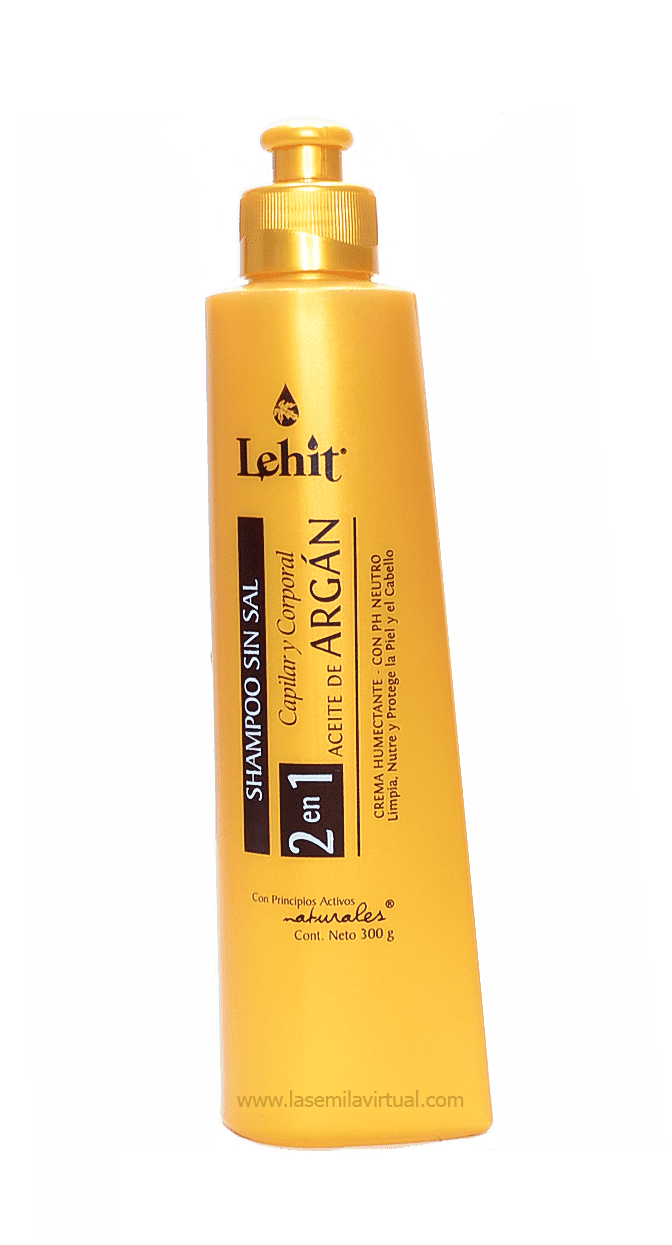 Lehit®
SHAMPOO SIN SAL
2 en 1
Capilar y Corporal
ACEITE DE ARGÁN
CREMA HUMECTANTE - CON PH NEUTRO
Limpia, Nutre y Protege la Piel y el Cabello
Con Principios Activos
naturales®
Cont. Neto 300 g
www.lasemilavirtual.com